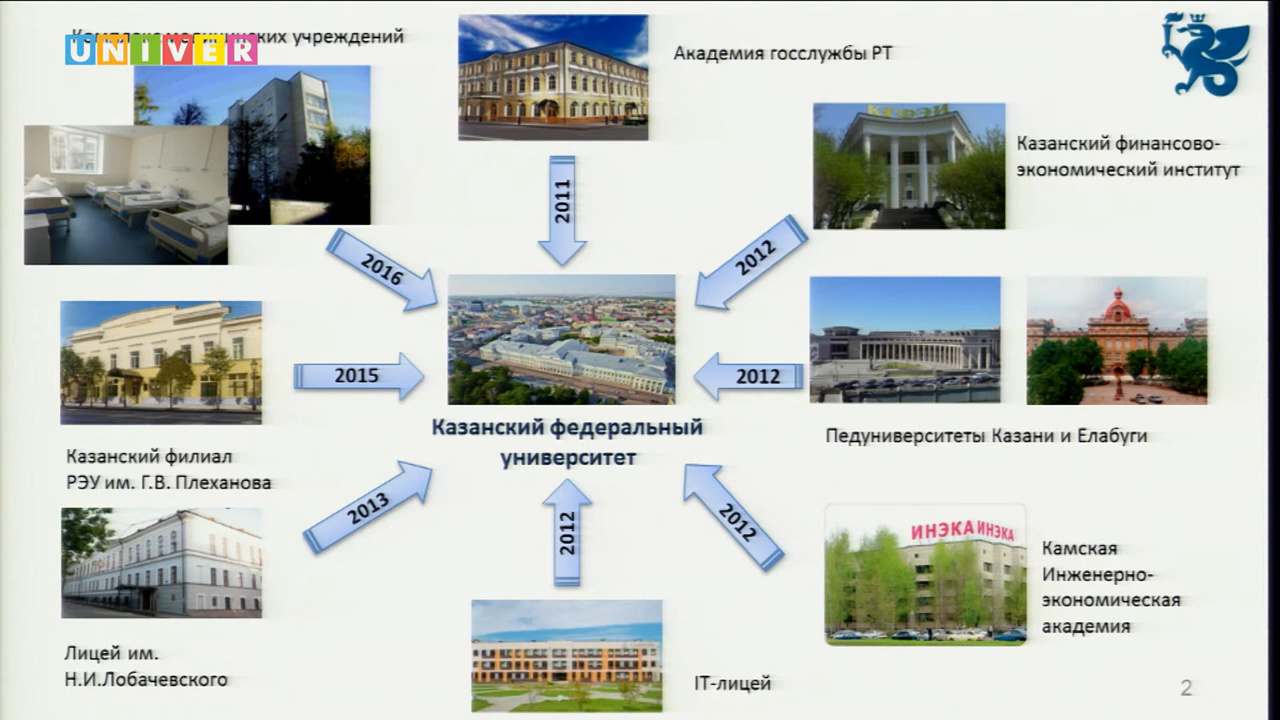 учреждений
UNIVER
Академия госслужбы РТ
Казанский финансово-
экономический институт
2011
2016
2012
2015
2012
Казанский федеральный
университет
Педуниверситеты Казани и Елабуги
Казанский филиал
РЭУ им. Г.В. Плеханова
2013
2012
2012
ИНЭКА ИНЭКА
Камская
Инженерно-
экономическая
академия
Лицей им.
Н.И.Лобачевского
IT-лицей
2